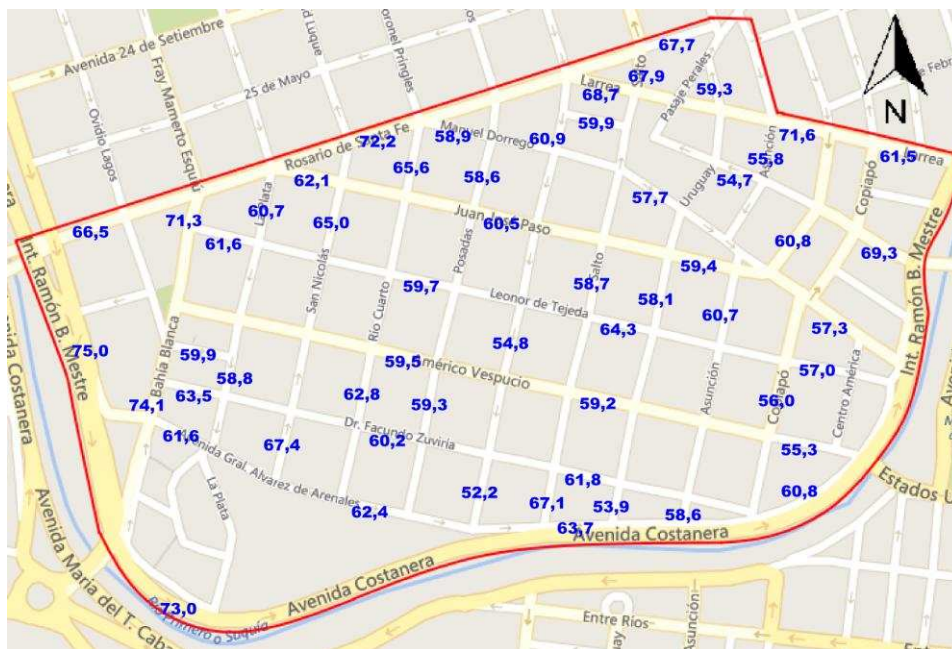 Avenida 24 de Setiembre
Fray Mamerto Esquiú
25 de Mayo
Ovidio Lagos
67,7
67,9
Pasaje Perales
59,3
N
Larrea
68,7
59,9
Manuel Dorrego
58,9
60,9
71,6
Asunción
55,8
61,5
Larrea
Rosario de Santa Fe
72,2
65,6
58,6
62,1
54,7
Uruguay
57,7
Copiapó
La Plata
60,7
65,0
Juan José Paso
60,5
71,3
66,5
61,6
60,8
69,3
Int. Ramón B. Mestre
San Nicolás
Posadas
Salto
59,4
58,7
59,7
Leonor de Tejeda
58,1
60,7
Río Cuarto
64,3
57,3
Int. Ramón B. Mestre
Avenida Costanera
Bahía Blanca
75,0
59,9
54,8
59,5
Américo Vespucio
57,0
58,8
63,5
62,8
59,3
59,2
Asunción
Copiapó
56,0
Centro América
74,1
61,6
67,4
Dr. Facundo Zuviría
60,2
55,3
Avenida Gral. Alvarez de Arenales
La Plata
61,8
52,2
67,1
53,9
58,6
60,8
62,4
63,7
Avenida Costanera
Avenida Costanera
73,0
Entre Ríos
Asunción